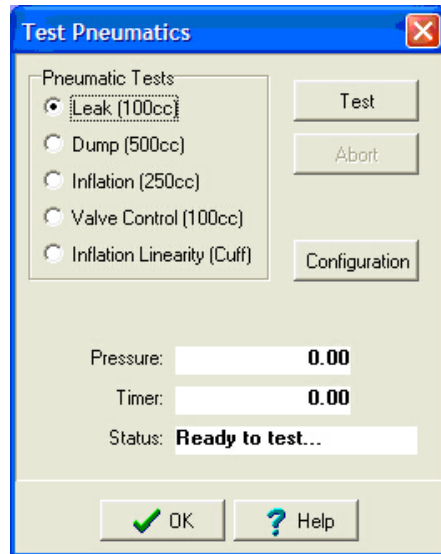 Test Pneumatics
Pneumatic Tests
Leak (100cc)
Dump (500cc)
Inflation (250cc)
Valve Control (100cc)
Inflation Linearity (Cuff)
Test
Abort
Configuration
Pressure: 0.00
Timer: 0.00
Status: Ready to test...
OK
? Help